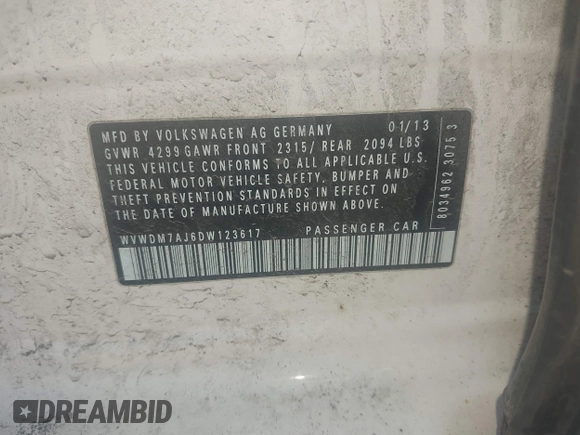 MFD BY VOLKSWAGEN AG GERMANY 01/13
GVWR 4299 GAWR FRONT 2315/ REAR 2094 LBS
THIS VEHICLE CONFORMS TO ALL APPLICABLE U.S.
FEDERAL MOTOR VEHICLE SAFETY, BUMPER AND
THEFT PREVENTION STANDARDS IN EFFECT ON
THE DATE OF MANUFACTURE SHOWN ABOVE.
WVWDM7AJ6DW123617 PASSENGER CAR
8034962 3075 3
DREAMBID